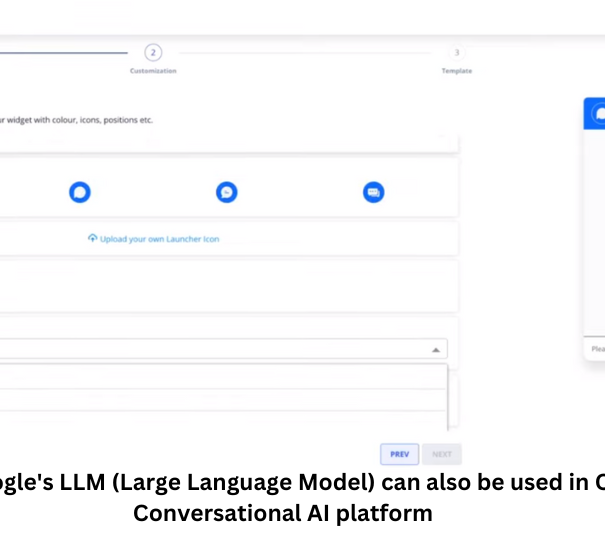 2
3
Customization
Template
r widget with colour, icons, positions etc.
Upload your own Launcher Icon
Plea
PREV
NEXT
ogle's LLM (Large Language Model) can also be used in C
Conversational AI platform